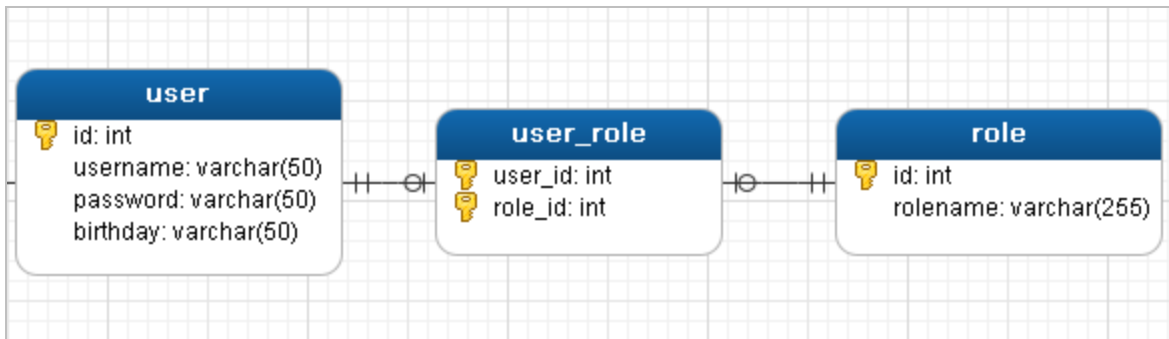 user
id: int
username: varchar(50)
password: varchar(50)
birthday: varchar(50)
user_role
user_id: int
role_id: int
role
id: int
rolename: varchar(255)